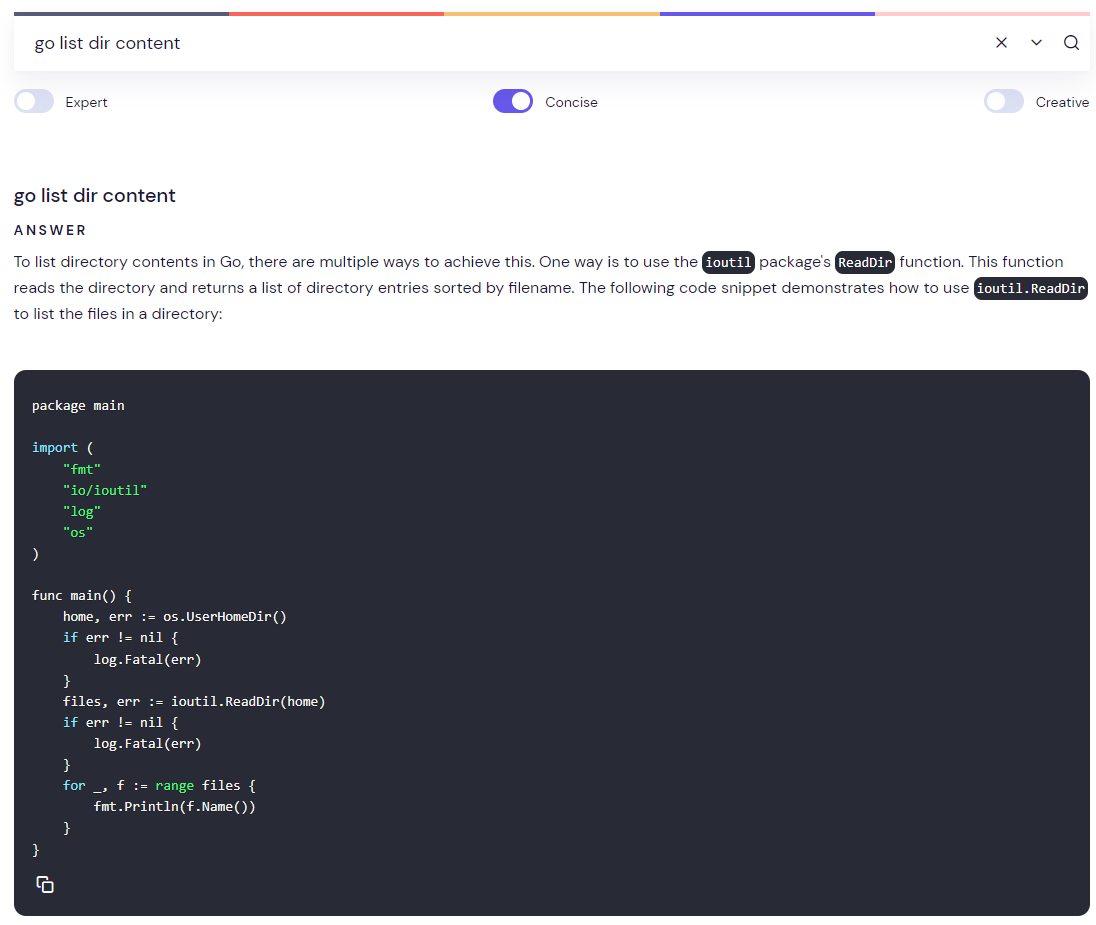 go list dir content
Expert
Concise
Creative
go list dir content
ANSWER
To list directory contents in Go, there are multiple ways to achieve this. One way is to use the ioutil package's ReadDir function. This function
reads the directory and returns a list of directory entries sorted by filename. The following code snippet demonstrates how to use ioutil.ReadDir
to list the files in a directory:
package main
import (
    "fmt"
    "io/ioutil"
    "log"
    "os"
)
func main() {
    home, err := os.UserHomeDir()
    if err != nil {
        log.Fatal(err)
    }
    files, err := ioutil.ReadDir(home)
    if err != nil {
        log.Fatal(err)
    }
    for _, f := range files {
        fmt.Println(f.Name())
    }
}